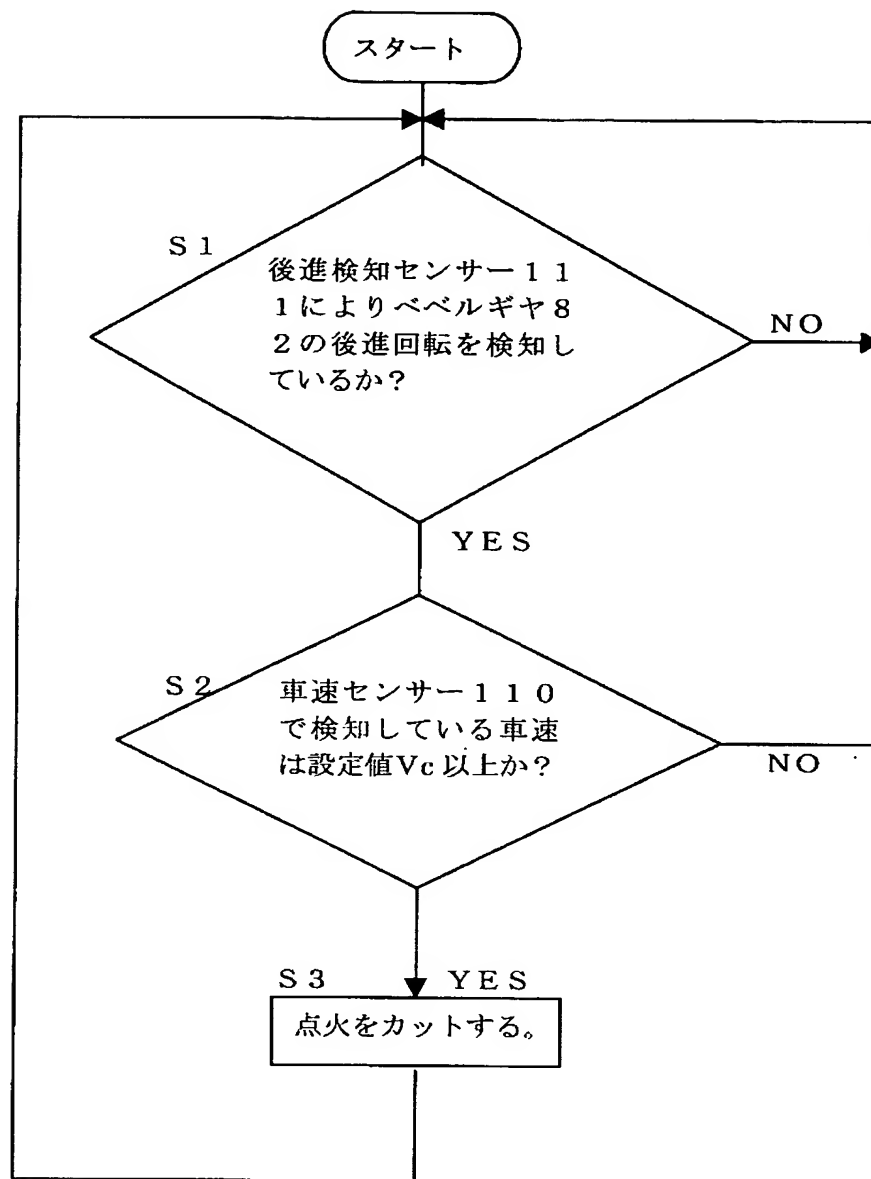 スタート
S1
後進検知センサー11
1によりベベルギヤ8
2の後進回転を検知し
ているか?
NO
YES
S2
車速センサー110
で検知している車速
は設定値Vc以上か?
NO
S3
YES
点火をカットする。